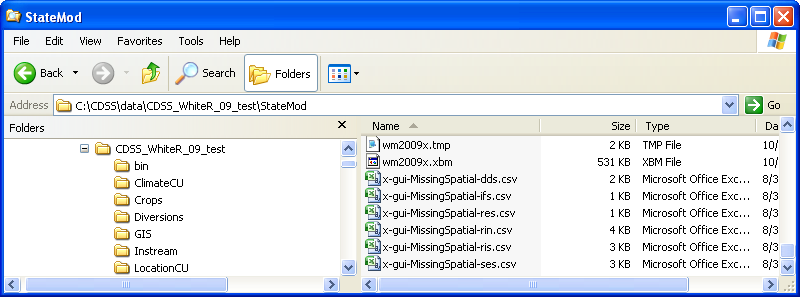 StateMod
File Edit View Favorites Tools Help
Back Search Folders
Address C:\CDSS\data\CDSS_WhiteR_09_test\StateMod Go
Folders
CDSS_WhiteR_09_test
bin
ClimateCU
Crops
Diversions
GIS
Instream
LocationCU
Name Size Type Da
wm2009x.tmp 2 KB TMP File 10/
wm2009x.xbm 531 KB XBM File 10/
x-gui-MissingSpatial-dds.csv 2 KB Microsoft Office Exc... 8/3
x-gui-MissingSpatial-ifs.csv 1 KB Microsoft Office Exc... 8/3
x-gui-MissingSpatial-res.csv 1 KB Microsoft Office Exc... 8/3
x-gui-MissingSpatial-rin.csv 4 KB Microsoft Office Exc... 8/3
x-gui-MissingSpatial-ris.csv 3 KB Microsoft Office Exc... 8/3
x-gui-MissingSpatial-ses.csv 3 KB Microsoft Office Exc... 8/3